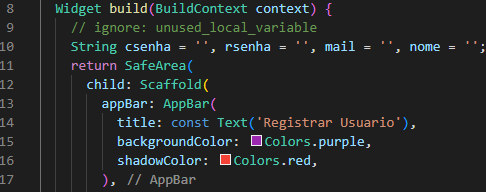 8 Widget build(BuildContext context) {
9 // ignore: unused_local_variable
10 String csenha = '', rsenha = '', mail = '', nome = '';
11 return SafeArea(
12 child: Scaffold(
13 appBar: AppBar(
14 title: const Text('Registrar Usuario'),
15 backgroundColor: Colors.purple,
16 shadowColor: Colors.red,
17 ), // AppBar